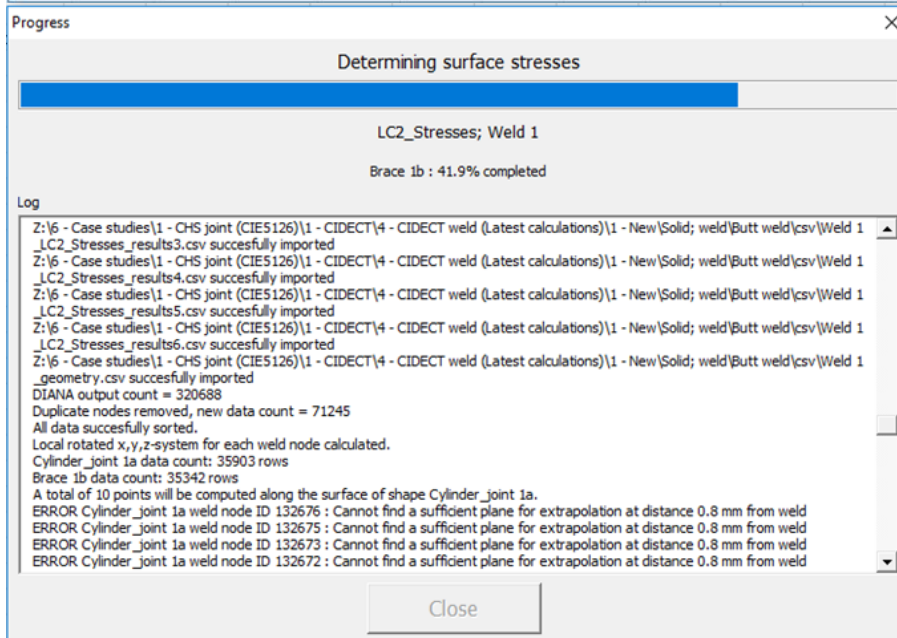 Progress
Determining surface stresses
LC2_Stresses; Weld 1
Brace 1b : 41.9% completed
Log
Z:\6 - Case studies\1 - CHS joint (CIE5126)\1 - CIDECT\4 - CIDECT weld (Latest calculations)\1 - New\Solid; weld\Butt weld\csv\Weld 1
_LC2_Stresses_results3.csv succesfully imported
Z:\6 - Case studies\1 - CHS joint (CIE5126)\1 - CIDECT\4 - CIDECT weld (Latest calculations)\1 - New\Solid; weld\Butt weld\csv\Weld 1
_LC2_Stresses_results4.csv succesfully imported
Z:\6 - Case studies\1 - CHS joint (CIE5126)\1 - CIDECT\4 - CIDECT weld (Latest calculations)\1 - New\Solid; weld\Butt weld\csv\Weld 1
_LC2_Stresses_results5.csv succesfully imported
Z:\6 - Case studies\1 - CHS joint (CIE5126)\1 - CIDECT\4 - CIDECT weld (Latest calculations)\1 - New\Solid; weld\Butt weld\csv\Weld 1
_LC2_Stresses_results6.csv succesfully imported
Z:\6 - Case studies\1 - CHS joint (CIE5126)\1 - CIDECT\4 - CIDECT weld (Latest calculations)\1 - New\Solid; weld\Butt weld\csv\Weld 1
_geometry.csv succesfully imported
DIANA output count = 320688
Duplicate nodes removed, new data count = 71245
All data succesfully sorted.
Local rotated x,y,z-system for each weld node calculated.
Cylinder_joint 1a data count: 35903 rows
Brace 1b data count: 35342 rows
A total of 10 points will be computed along the surface of shape Cylinder_joint 1a.
ERROR Cylinder_joint 1a weld node ID 132676 : Cannot find a sufficient plane for extrapolation at distance 0.8 mm from weld
ERROR Cylinder_joint 1a weld node ID 132675 : Cannot find a sufficient plane for extrapolation at distance 0.8 mm from weld
ERROR Cylinder_joint 1a weld node ID 132673 : Cannot find a sufficient plane for extrapolation at distance 0.8 mm from weld
ERROR Cylinder_joint 1a weld node ID 132672 : Cannot find a sufficient plane for extrapolation at distance 0.8 mm from weld
Close